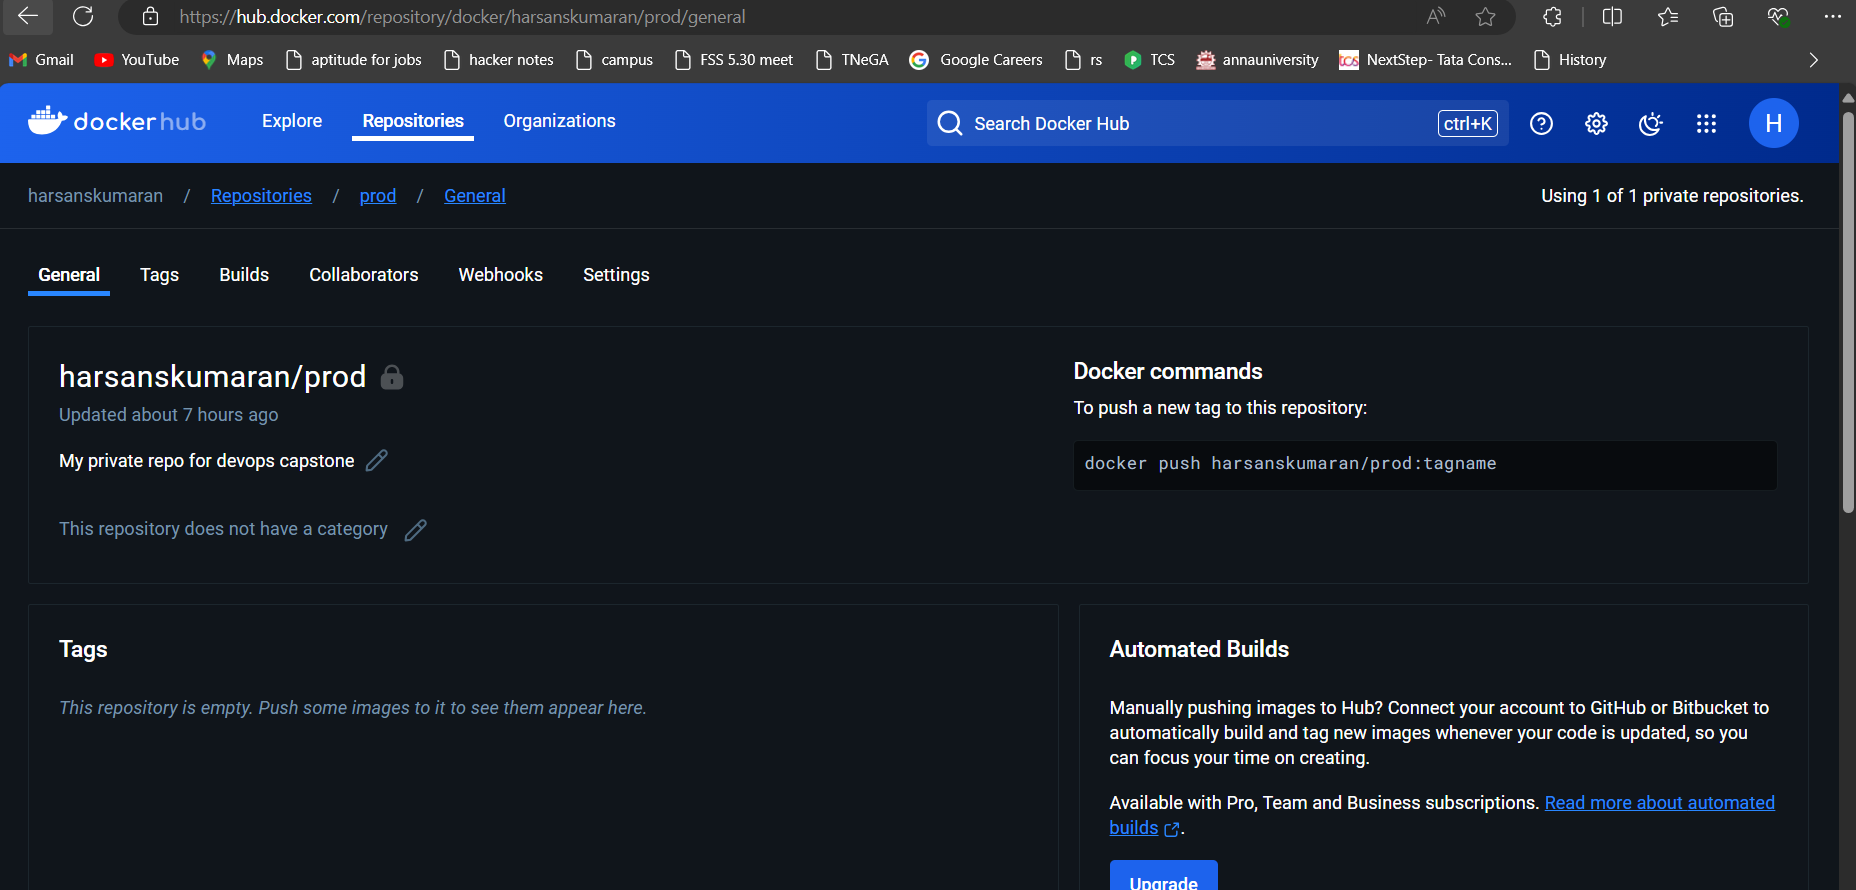 https://hub.docker.com/repository/docker/harsanskumaran/prod/general
Gmail YouTube Maps aptitude for jobs hacker notes campus FSS 5.30 meet TNeGA Google Careers rs TCS annauniversity NextStep- Tata Cons... History
docker hub Explore Repositories Organizations Search Docker Hub ctrl+K H
harsanskumaran / Repositories / prod / General Using 1 of 1 private repositories.
General Tags Builds Collaborators Webhooks Settings
harsanskumaran/prod
Updated about 7 hours ago
My private repo for devops capstone
This repository does not have a category
Docker commands
To push a new tag to this repository:
docker push harsanskumaran/prod:tagname
Tags
This repository is empty. Push some images to it to see them appear here.
Automated Builds
Manually pushing images to Hub? Connect your account to GitHub or Bitbucket to
automatically build and tag new images whenever your code is updated, so you
can focus your time on creating.
Available with Pro, Team and Business subscriptions. Read more about automated
builds.
Upgrade